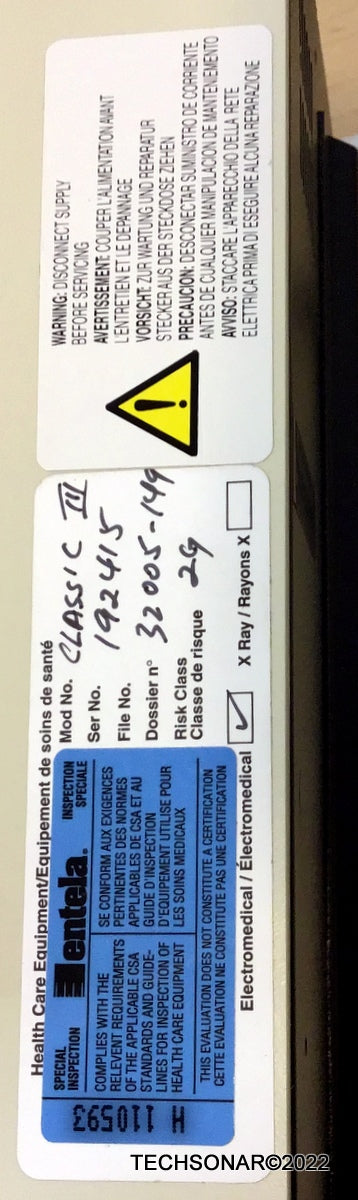 WARNING: DISCONNECT SUPPLY
BEFORE SERVICING
AVERTISSEMENT: COUPER L'ALIMENTATION AVANT
L'ENTRETIEN ET LE DEPANNAGE
VORSICHT: ZUR WARTUNG UND REPARATUR
STECKER AUS DER STECKDOSE ZIEHEN
PRECAUCION: DESCONECTAR SUMINISTRO DE CORRIENTE
ANTES DE CUALQUIER MANIPULACION DE MANTENIMIENTO
AVVISO: STACCARE L'APPARECCHIO DELLA RETE
ELETTRICA PRIMA DI ESEGUIRE ALCUNA REPARAZIONE
Health Care Equipment/Equipement de soins de santé
SPECIAL
INSPECTION
entela.
INSPECTION
SPECIALE
COMPLIES WITH THE
RELEVENT REQUIREMENTS
OF THE APPLICABLE CSA
STANDARDS AND GUIDE-
LINES FOR INSPECTION OF
HEALTH CARE EQUIPMENT
SE CONFORM AUX EXIGENCES
PERTINENTES DES NORMES
APPLICABLES DE CSA ET AU
GUIDE D'INSPECTION
D'EQUIPEMENT UTILISE POUR
LES SOINS MEDICAUX
THIS EVALUATION DOES NOT CONSTITUTE A CERTIFICATION
CETTE EVALUATION NE CONSTITUTE PAS UNE CERTIFICATION
H 110593
Mod No. CLASSIC III
Ser No. 192415
File No.
Dossier n° 32005-149
Risk Class
Classe de risque 2G
Electromedical / Électromedical ✓ X Ray / Rayons X
TECHSONAR©2022